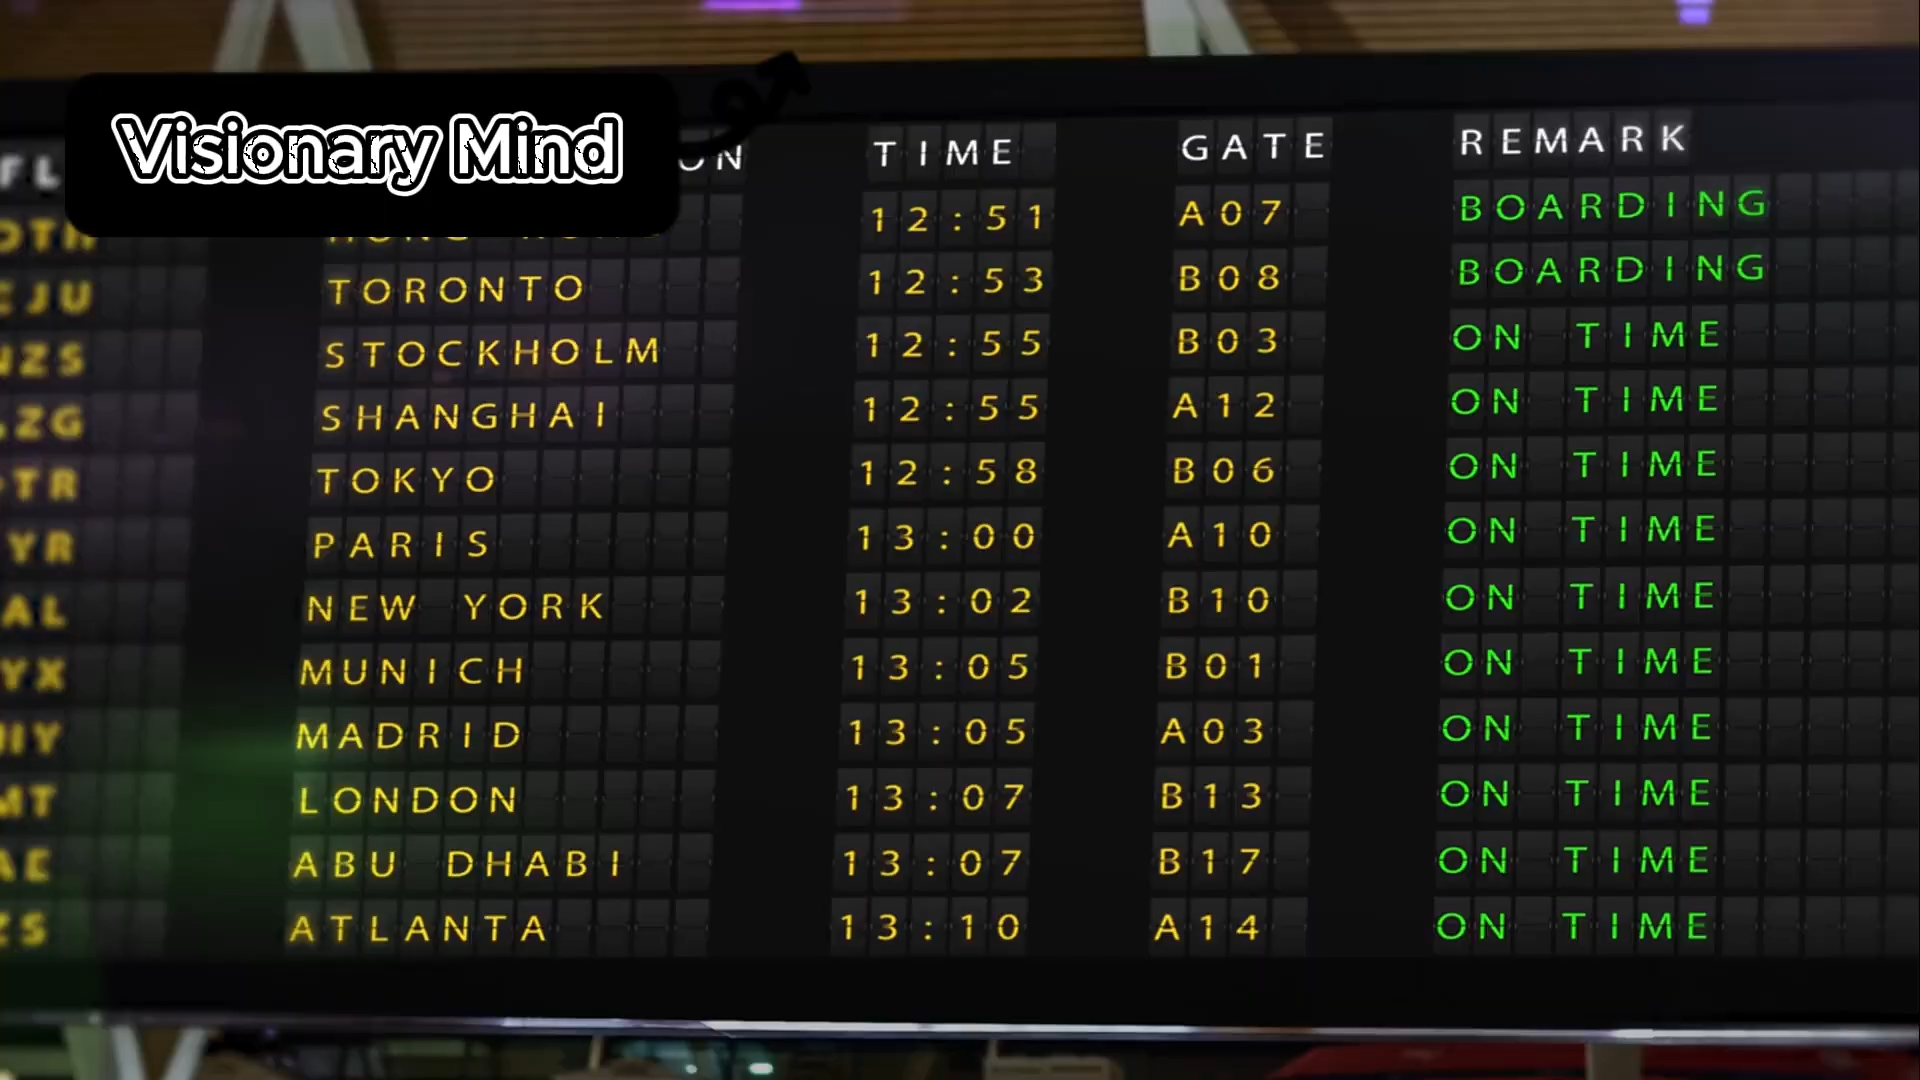 Visionary Mind
TIME GATE REMARK
12:51 A07 BOARDING
TORONTO 12:53 B08 BOARDING
STOCKHOLM 12:55 B03 ON TIME
SHANGHAI 12:55 A12 ON TIME
TOKYO 12:58 B06 ON TIME
PARIS 13:00 A10 ON TIME
NEW YORK 13:02 B10 ON TIME
MUNICH 13:05 B01 ON TIME
MADRID 13:05 A03 ON TIME
LONDON 13:07 B13 ON TIME
ABU DHABI 13:07 B17 ON TIME
ATLANTA 13:10 A14 ON TIME